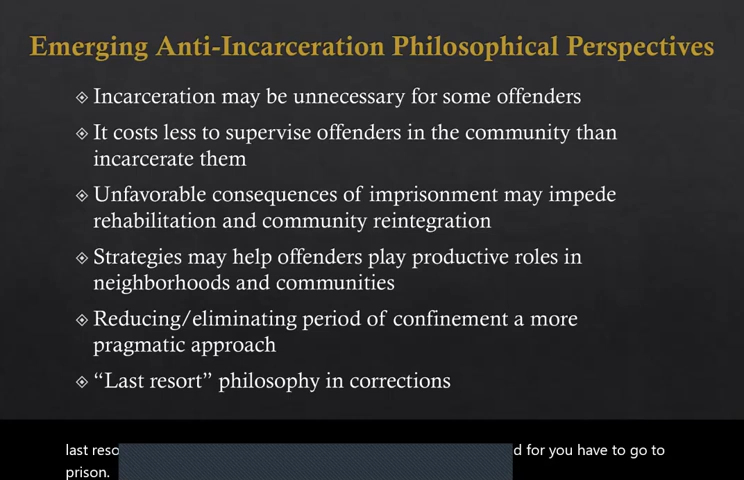 Emerging Anti-Incarceration Philosophical Perspectives
Incarceration may be unnecessary for some offenders
It costs less to supervise offenders in the community than
incarcerate them
Unfavorable consequences of imprisonment may impede
rehabilitation and community reintegration
Strategies may help offenders play productive roles in
neighborhoods and communities
Reducing/eliminating period of confinement a more
pragmatic approach
“Last resort” philosophy in corrections
last for you have to go to
prison.